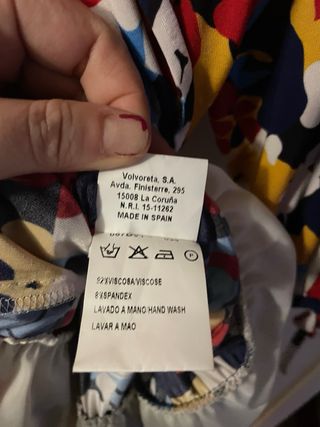 Volvoreta, S.A.
Avda. Finisterre, 295
15008 La Coruña
N.R.I. 15-11262
MADE IN SPAIN
P
92%VISCOSA/VISCOSE
8%SPANDEX
LAVADO A MANO/HAND WASH
LAVAR A MAO